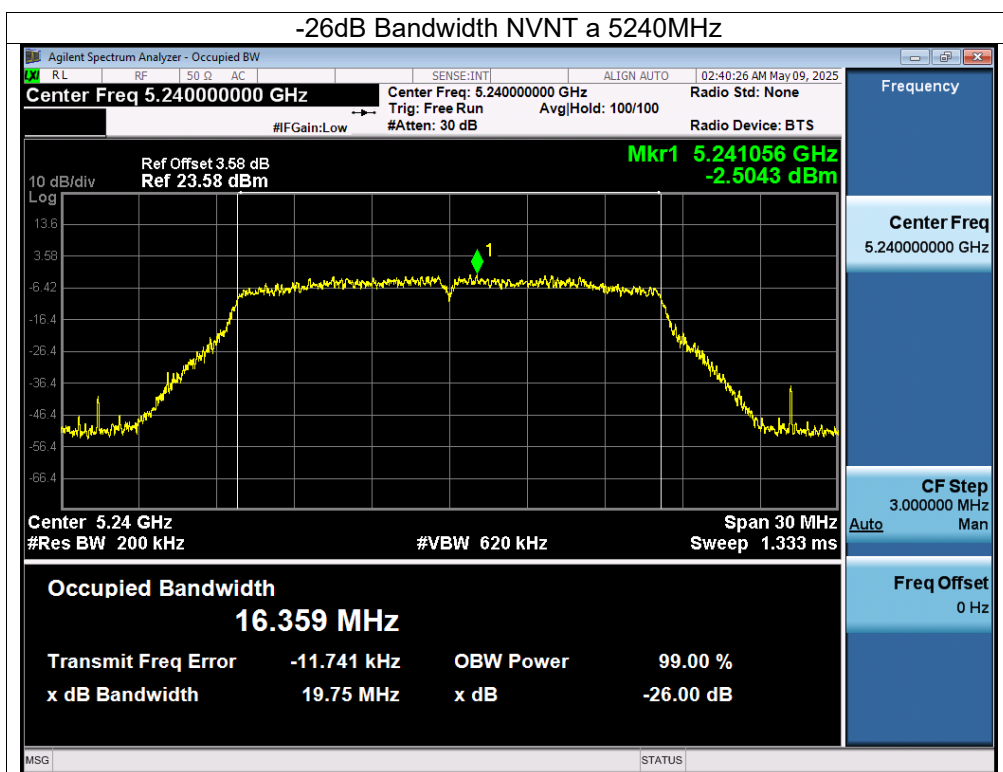 -26dB Bandwidth NVNT a 5240MHz
Agilent Spectrum Analyzer - Occupied BW
LXI RL RF 50 Ω AC SENSE:INT ALIGN AUTO 02:40:26 AM May 09, 2025
Center Freq 5.240000000 GHz
Center Freq: 5.240000000 GHz
Radio Std: None
Trig: Free Run Avg|Hold: 100/100
#IFGain:Low #Atten: 30 dB Radio Device: BTS
Mkr1 5.241056 GHz
-2.5043 dBm
Ref Offset 3.58 dB
10 dB/div Ref 23.58 dBm
Log
13.6
3.58
-6.42
-16.4
-26.4
-36.4
-46.4
-56.4
-66.4
1
Center 5.24 GHz Span 30 MHz
#Res BW 200 kHz #VBW 620 kHz Sweep 1.333 ms
Occupied Bandwidth
16.359 MHz
Transmit Freq Error -11.741 kHz OBW Power 99.00 %
x dB Bandwidth 19.75 MHz x dB -26.00 dB
MSG STATUS
Frequency
Center Freq
5.240000000 GHz
CF Step
3.000000 MHz
Auto Man
Freq Offset
0 Hz